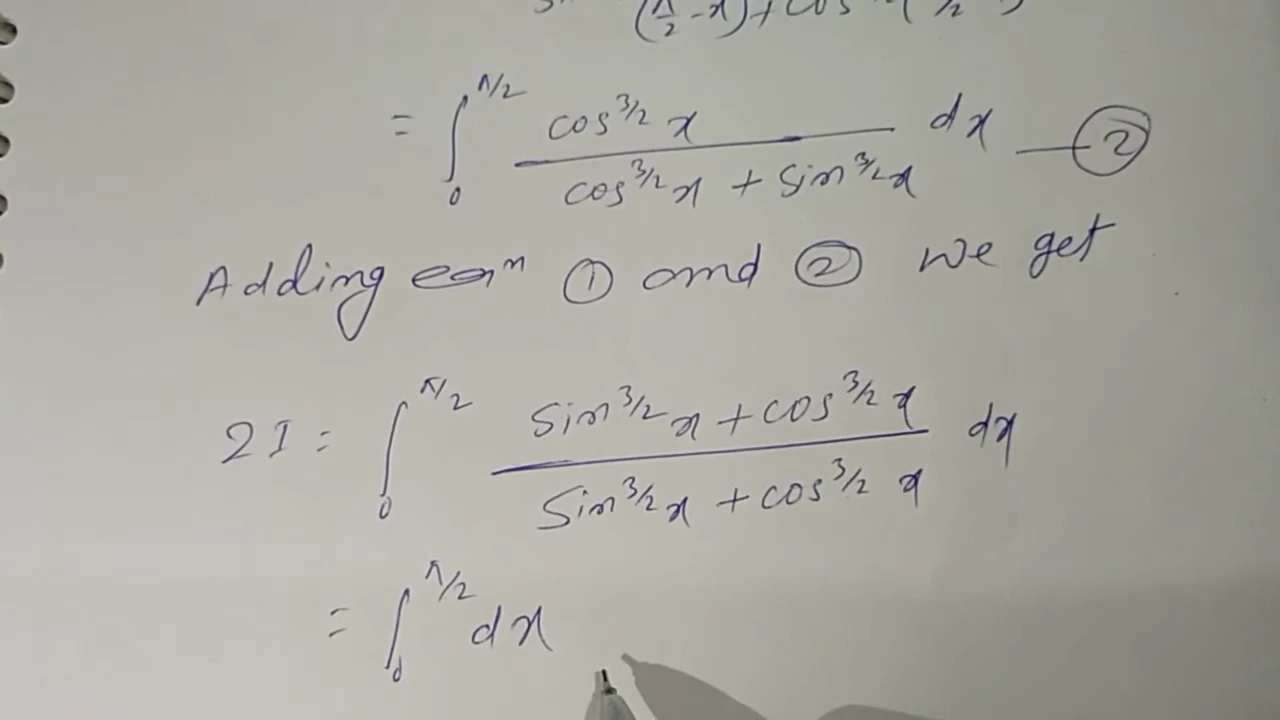 (π/2 - x) + cos
= ∫₀^(π/2) cos^(3/2) x / (cos^(3/2) x + sin^(3/2) x) dx — ②
Adding eqⁿ ① and ② we get
2I = ∫₀^(π/2) (sin^(3/2) x + cos^(3/2) x) / (sin^(3/2) x + cos^(3/2) x) dx
= ∫₀^(π/2) dx